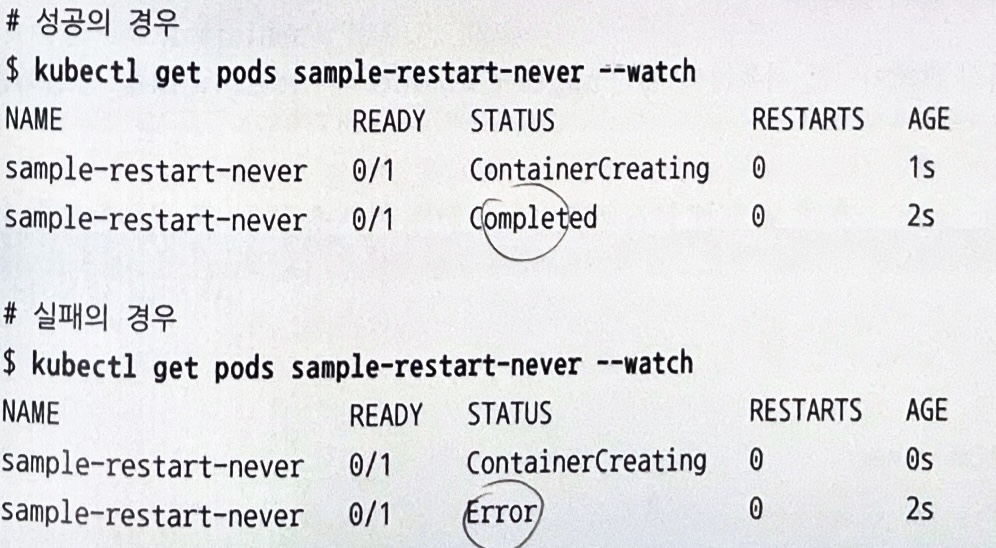 # 성공의 경우
$ kubectl get pods sample-restart-never --watch
NAME READY STATUS RESTARTS AGE
sample-restart-never 0/1 ContainerCreating 0 1s
sample-restart-never 0/1 Completed 0 2s
# 실패의 경우
$ kubectl get pods sample-restart-never --watch
NAME READY STATUS RESTARTS AGE
sample-restart-never 0/1 ContainerCreating 0 0s
sample-restart-never 0/1 Error 0 2s